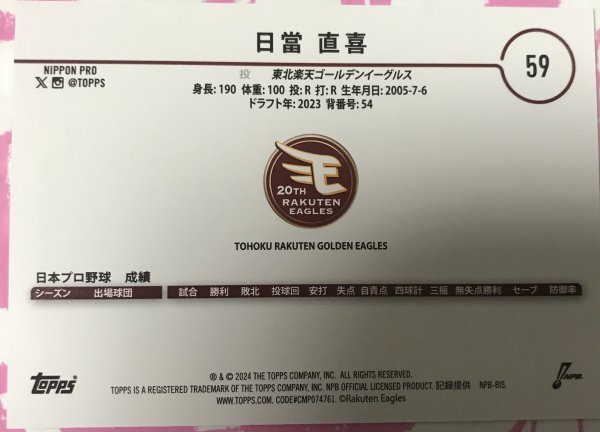 日當 直喜
59
NIPPON PRO
@TOPPS
投 東北楽天ゴールデンイーグルス
身長: 190 体重: 100 投: R 打: R 生年月日: 2005-7-6
ドラフト年: 2023 背番号: 54
20TH
RAKUTEN
EAGLES
TOHOKU RAKUTEN GOLDEN EAGLES
日本プロ野球 成績
シーズン 出場球団 試合 勝利 敗北 投球回 安打 失点 自責点 四球計 三振 無失点勝利 セーブ 防御率
® & © 2024 THE TOPPS COMPANY, INC. ALL RIGHTS RESERVED.
TOPPS IS A REGISTERED TRADEMARK OF THE TOPPS COMPANY, INC. NPB OFFICIAL LICENSED PRODUCT. 記録提供 NPB-BIS.
WWW.TOPPS.COM. CODE#CMP074761. ©Rakuten Eagles
TOPPS
NPB